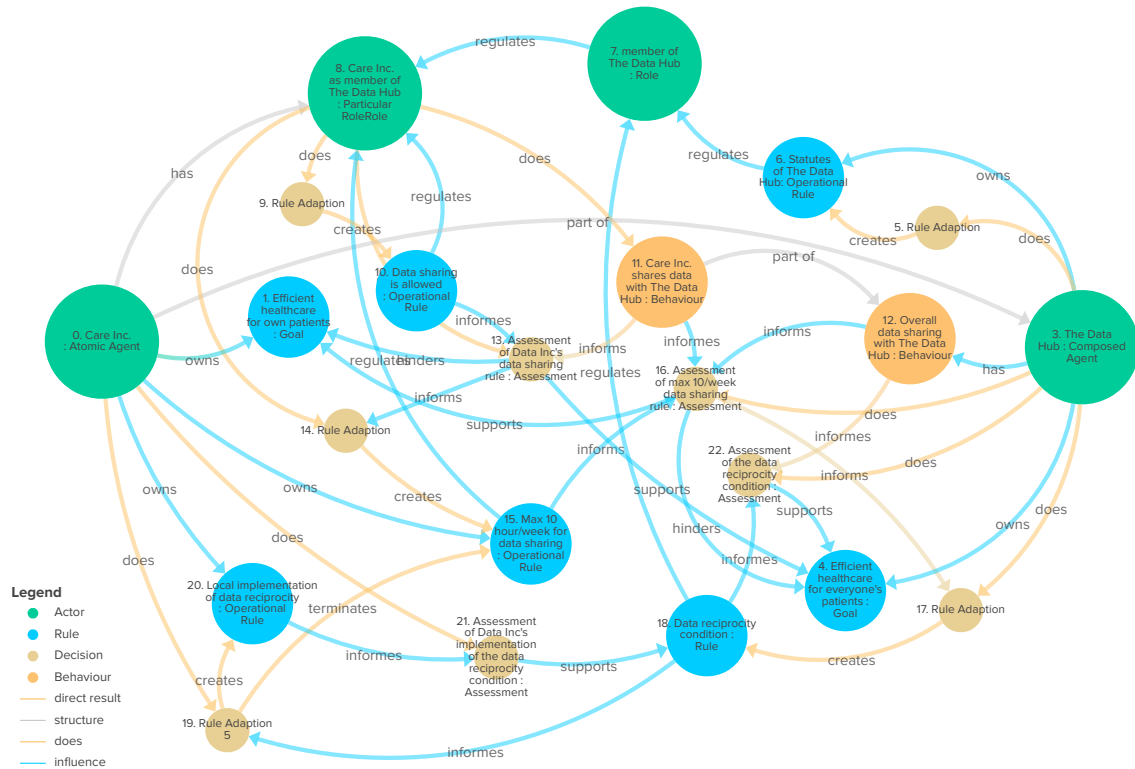 regulates
7. member of
The Data Hub
: Role
8. Care Inc.
as member of
The Data Hub
: Particular
RoleRole
does
does
has
regulates
regulates
6. Statutes
of The Data
Hub: Operational
Rule
owns
9. Rule Adaption
creates
part of
5. Rule Adaption
creates
does
does
10. Data sharing
is allowed
: Operational
Rule
11. Care Inc.
shares data
with The Data
Hub : Behaviour
part of
1. Efficient
healthcare
for own patients
: Goal
informes
informes
informs
12. Overall
data sharing
with The Data
Hub : Behaviour
3. The Data
Hub : Composed
Agent
0. Care Inc.
: Atomic Agent
owns
regulates
hinders
13. Assessment
of Data Inc's
data sharing
rule : Assessment
informs
regulates
has
16. Assessment
of max 10/week
data sharing
rule : Assessment
informs
does
14. Rule Adaption
supports
informes
informs
22. Assessment
of the data
reciprocity
condition :
Assessment
does
informs
owns
owns
creates
supports
supports
does
15. Max 10
hour/week for
data sharing
: Operational
Rule
hinders
owns
does
does
informes
4. Efficient
healthcare
for everyone's
patients :
Goal
Legend
Actor
Rule
Decision
Behaviour
direct result
structure
does
influence
20. Local implementation
of data reciprocity
: Operational
Rule
terminates
17. Rule Adaption
21. Assessment
of Data Inc's
implementation
of the data
reciprocity
condition :
Assessment
18. Data reciprocity
condition :
Rule
informes
supports
creates
creates
19. Rule Adaption
5
informes